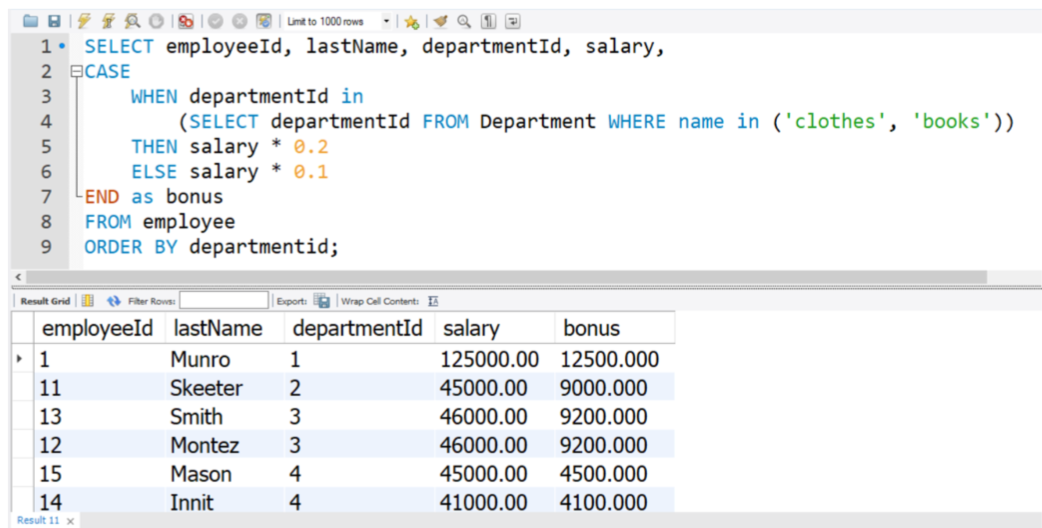 Limit to 1000 rows
1 SELECT employeeId, lastName, departmentId, salary,
2 CASE
3 WHEN departmentId in
4 (SELECT departmentId FROM Department WHERE name in ('clothes', 'books'))
5 THEN salary * 0.2
6 ELSE salary * 0.1
7 END as bonus
8 FROM employee
9 ORDER BY departmentid;
Result Grid Filter Rows: Export: Wrap Cell Content:
employeeId lastName departmentId salary bonus
1 Munro 1 125000.00 12500.000
11 Skeeter 2 45000.00 9000.000
13 Smith 3 46000.00 9200.000
12 Montez 3 46000.00 9200.000
15 Mason 4 45000.00 4500.000
14 Innit 4 41000.00 4100.000
Result 11 ×